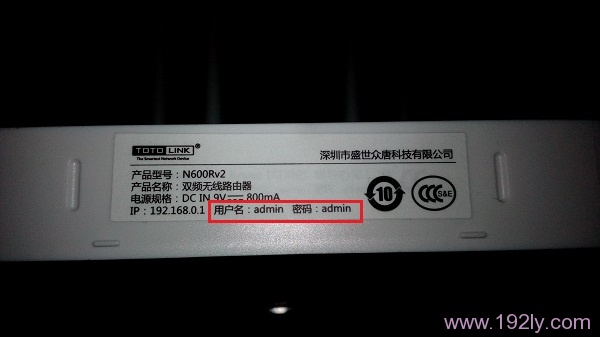 TOTO LINK ®
The Smartest Network Device
深圳市盛世众唐科技有限公司
产品型号：N600Rv2
产品名称：双频无线路由器
电源规格：DC IN 9V⎓800mA
IP：192.168.0.1 用户名：admin 密码：admin
10
CCC S&E
www.192ly.com